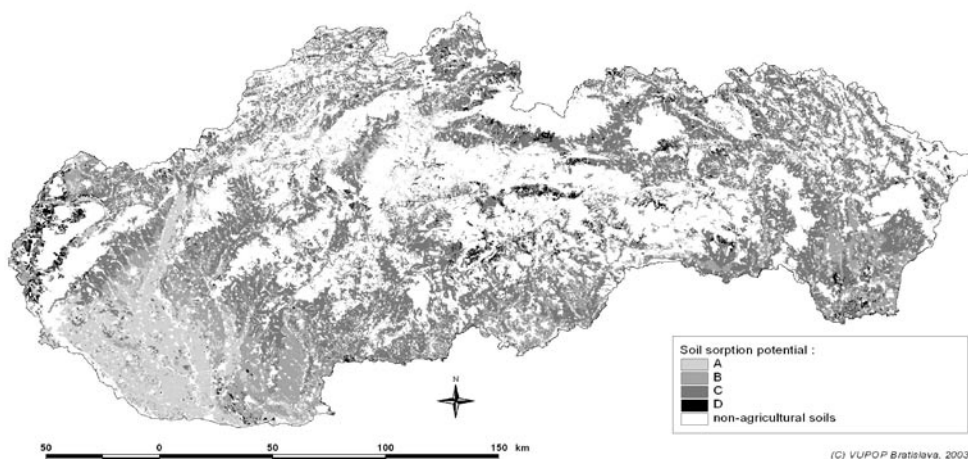 N
Soil sorption potential :
A
B
C
D
non-agricultural soils
50 0 50 100 150 km
(C) VUPOP Bratislava, 2003